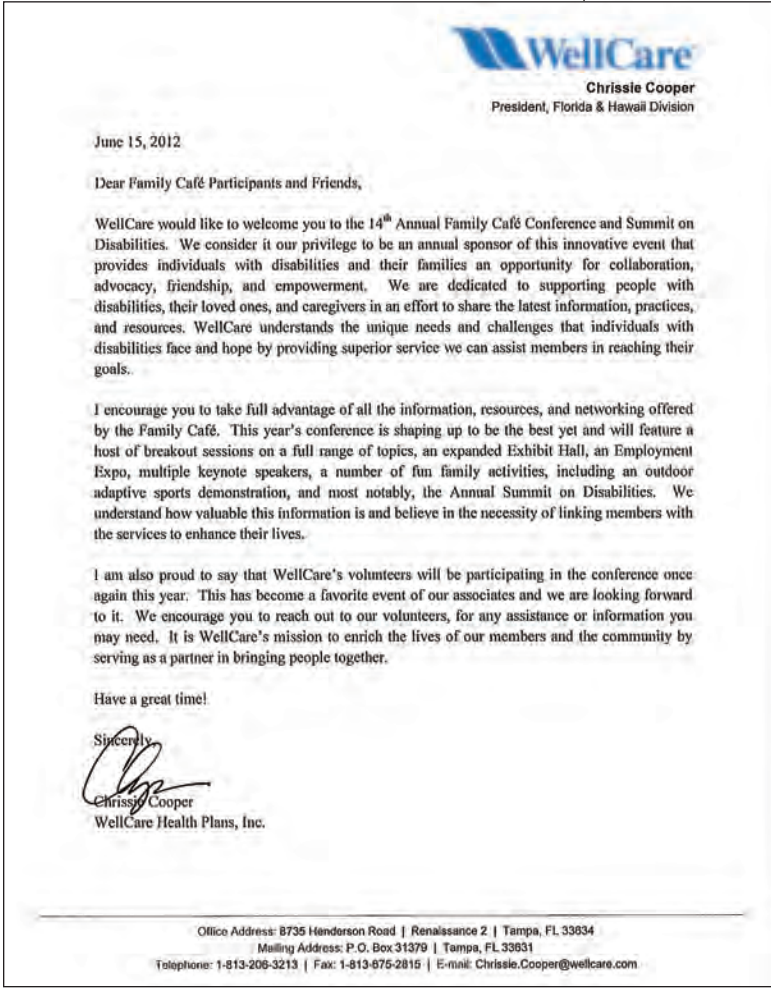 WellCare
Chrissie Cooper
President, Florida & Hawaii Division
June 15, 2012
Dear Family Café Participants and Friends,
WellCare would like to welcome you to the 14th Annual Family Café Conference and Summit on
Disabilities. We consider it our privilege to be an annual sponsor of this innovative event that
provides individuals with disabilities and their families an opportunity for collaboration,
advocacy, friendship, and empowerment. We are dedicated to supporting people with
disabilities, their loved ones, and caregivers in an effort to share the latest information, practices,
and resources. WellCare understands the unique needs and challenges that individuals with
disabilities face and hope by providing superior service we can assist members in reaching their
goals.
I encourage you to take full advantage of all the information, resources, and networking offered
by the Family Café. This year's conference is shaping up to be the best yet and will feature a
host of breakout sessions on a full range of topics, an expanded Exhibit Hall, an Employment
Expo, multiple keynote speakers, a number of fun family activities, including an outdoor
adaptive sports demonstration, and most notably, the Annual Summit on Disabilities. We
understand how valuable this information is and believe in the necessity of linking members with
the services to enhance their lives.
I am also proud to say that WellCare's volunteers will be participating in the conference once
again this year. This has become a favorite event of our associates and we are looking forward
to it. We encourage you to reach out to our volunteers, for any assistance or information you
may need. It is WellCare's mission to enrich the lives of our members and the community by
serving as a partner in bringing people together.
Have a great time!
Sincerely,
Chrissie Cooper
WellCare Health Plans, Inc.
Office Address: 8735 Henderson Road | Renaissance 2 | Tampa, FL 33634
Mailing Address: P.O. Box 31379 | Tampa, FL 33631
Telephone: 1-813-206-3213 | Fax: 1-813-675-2815 | E-mail: Chrissie.Cooper@wellcare.com